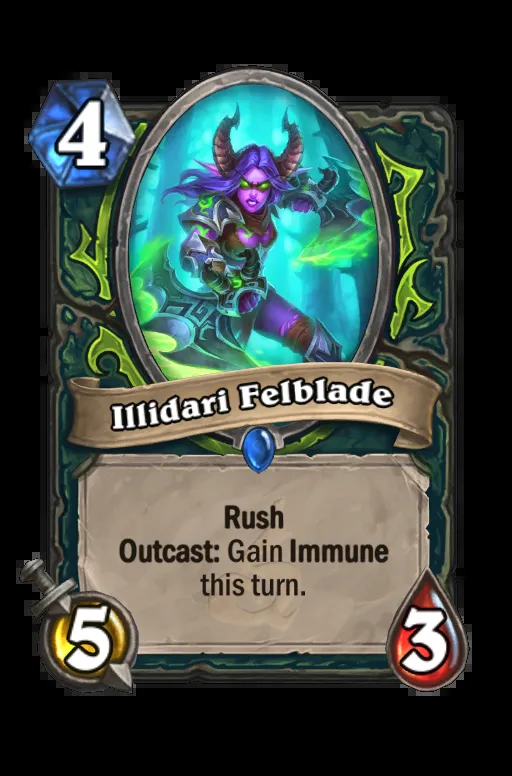 4
Illidari Felblade
Rush
Outcast: Gain Immune
this turn.
5
3